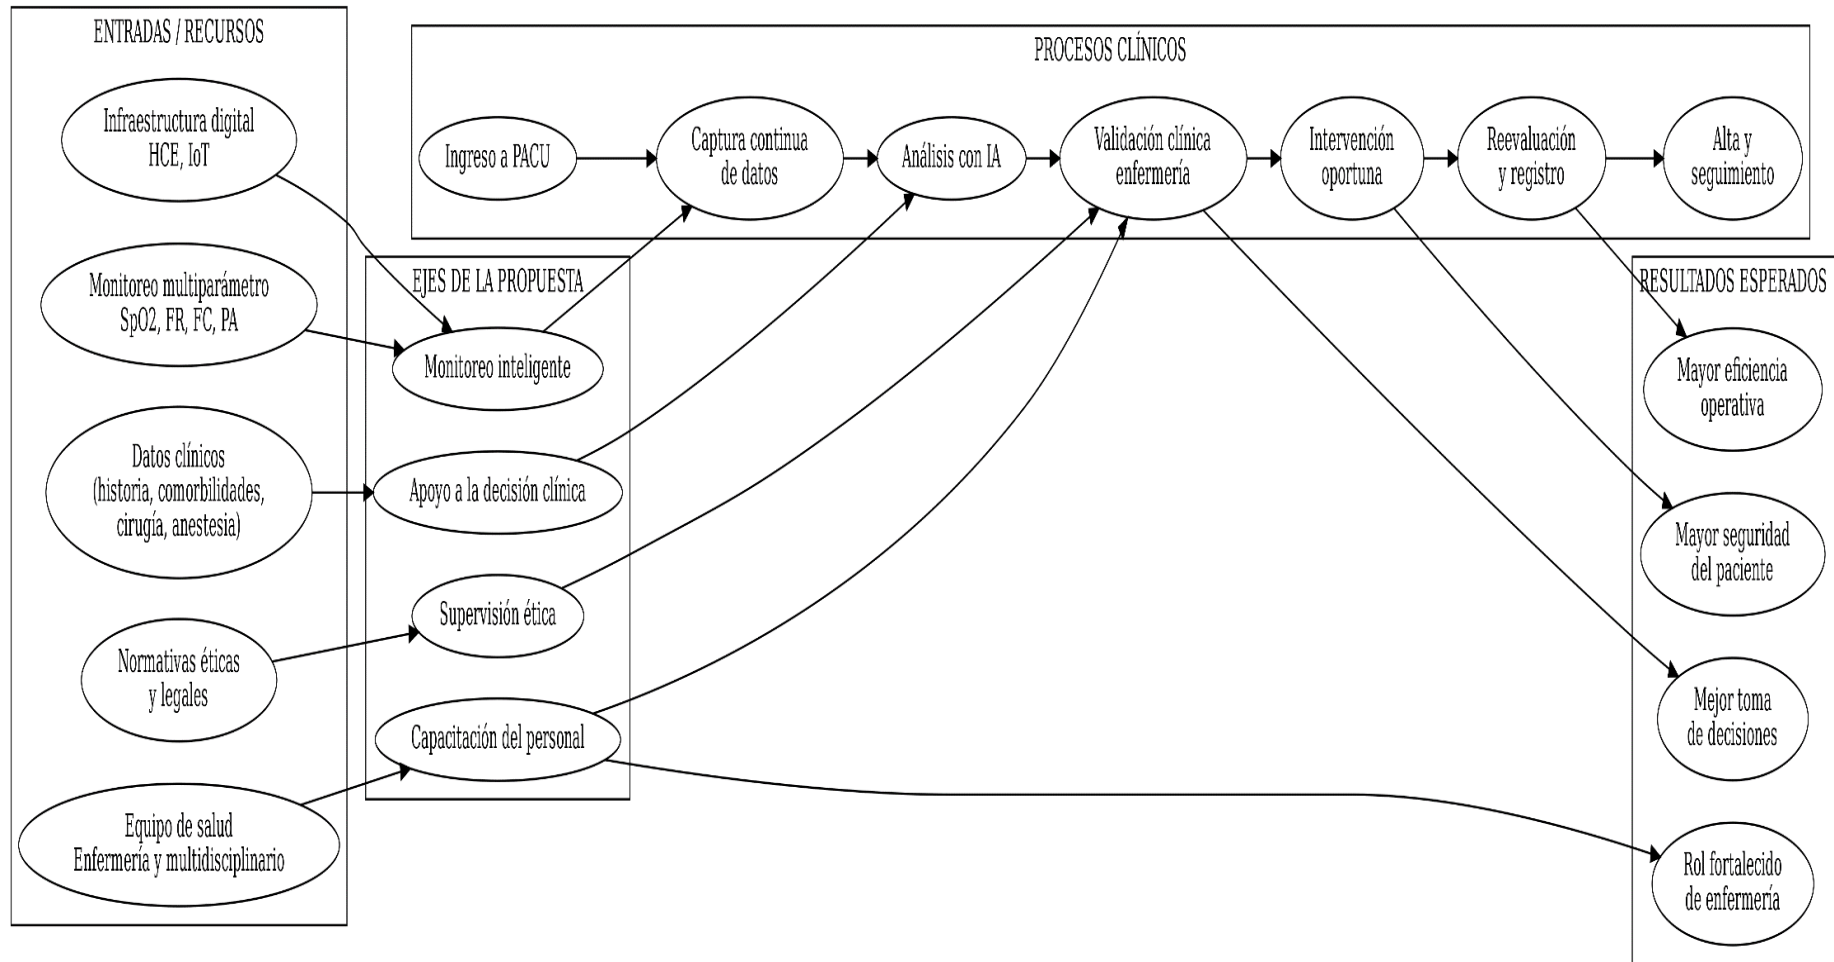 ENTRADAS / RECURSOS
Infraestructura digital
HCE, IoT
Monitoreo multiparámetro
SpO2, FR, FC, PA
Datos clínicos
(historia, comorbilidades,
cirugía, anestesia)
Normativas éticas
y legales
Equipo de salud
Enfermería y multidisciplinario
EJES DE LA PROPUESTA
Monitoreo inteligente
Apoyo a la decisión clínica
Supervisión ética
Capacitación del personal
PROCESOS CLÍNICOS
Ingreso a PACU
Captura continua
de datos
Análisis con IA
Validación clínica
enfermería
Intervención
oportuna
Reevaluación
y registro
Alta y
seguimiento
RESULTADOS ESPERADOS
Mayor eficiencia
operativa
Mayor seguridad
del paciente
Mejor toma
de decisiones
Rol fortalecido
de enfermería